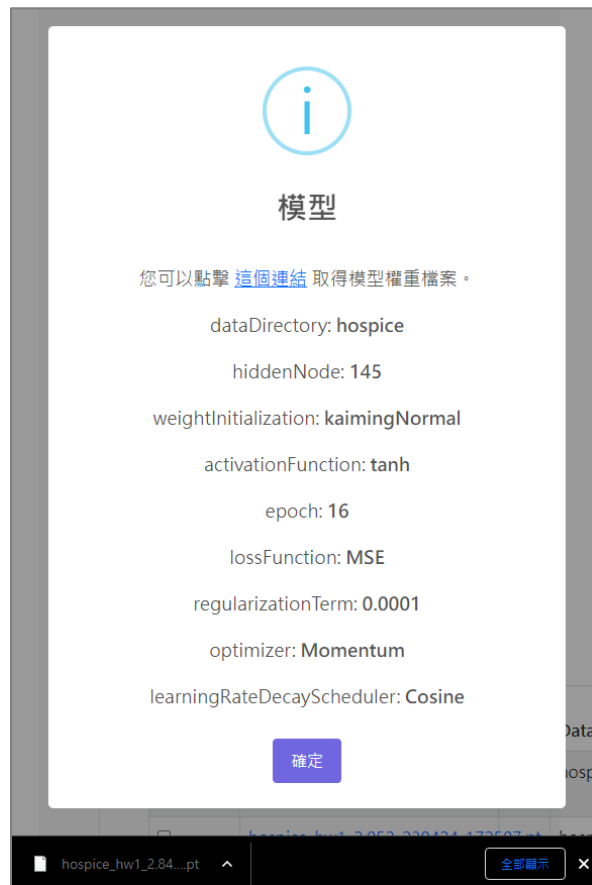 i
模型
您可以點擊 這個連結 取得模型權重檔案。
dataDirectory: hospice
hiddenNode: 145
weightInitialization: kaimingNormal
activationFunction: tanh
epoch: 16
lossFunction: MSE
regularizationTerm: 0.0001
optimizer: Momentum
learningRateDecayScheduler: Cosine
確定
hospice_hw1_2.84....pt
全部顯示